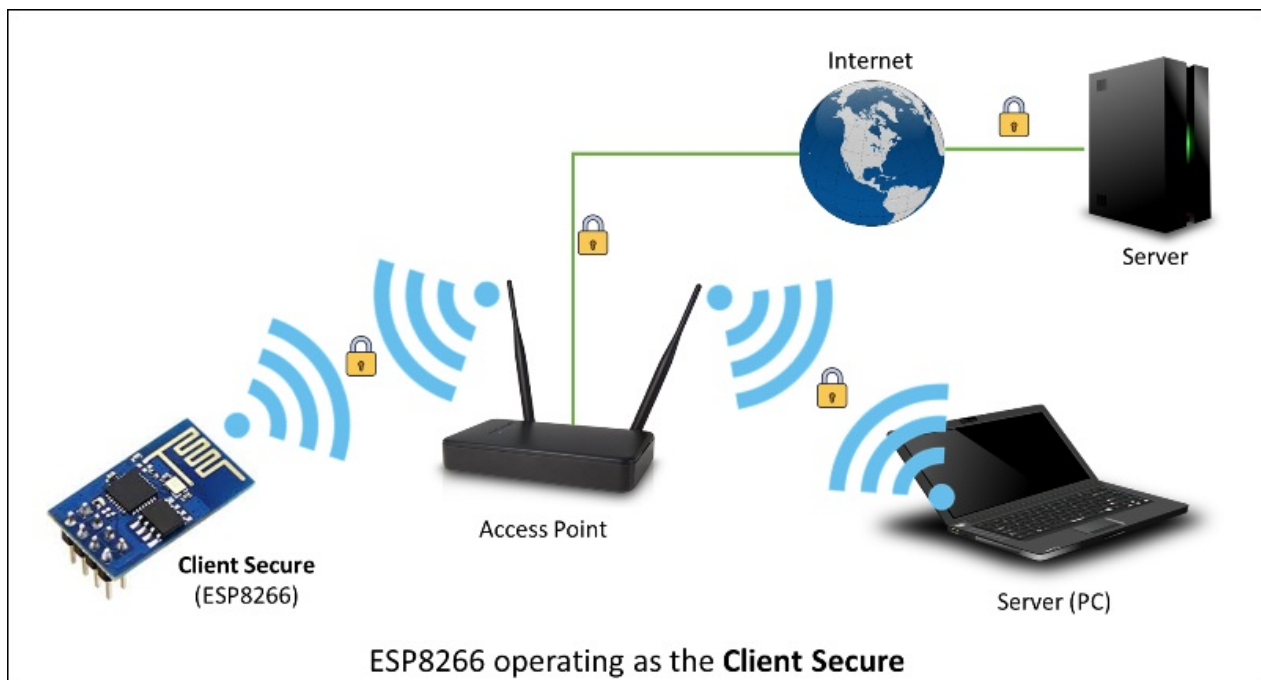 Internet
Server
Access Point
Client Secure
(ESP8266)
Server (PC)
ESP8266 operating as the Client Secure